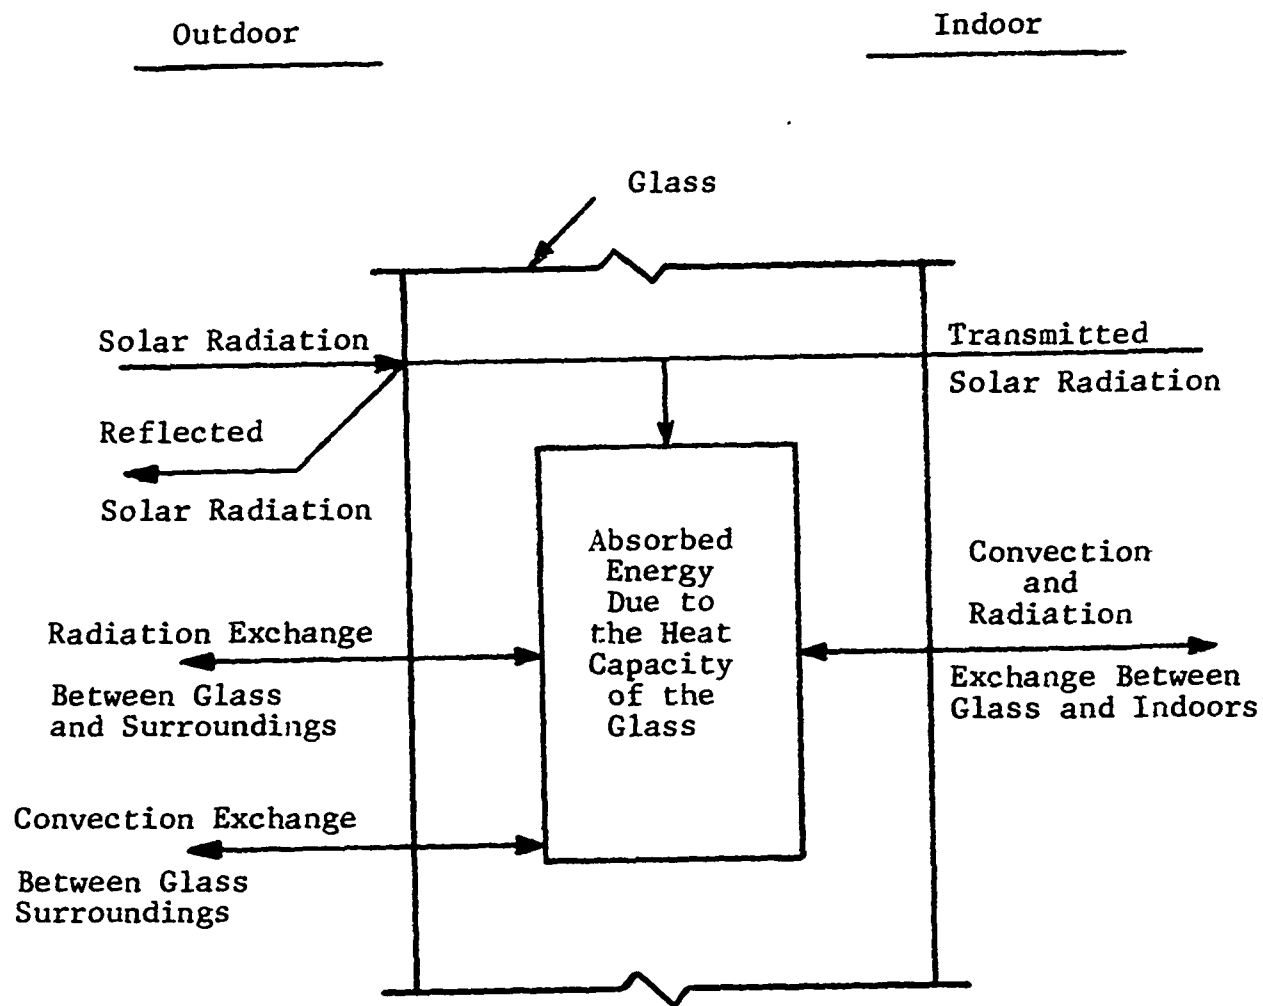 Outdoor
Indoor
Glass
Solar Radiation
Reflected
Solar Radiation
Transmitted
Solar Radiation
Absorbed
Energy
Due to
the Heat
Capacity
of the
Glass
Radiation Exchange
Between Glass
and Surroundings
Convection Exchange
Between Glass
Surroundings
Convection
and
Radiation
Exchange Between
Glass and Indoors